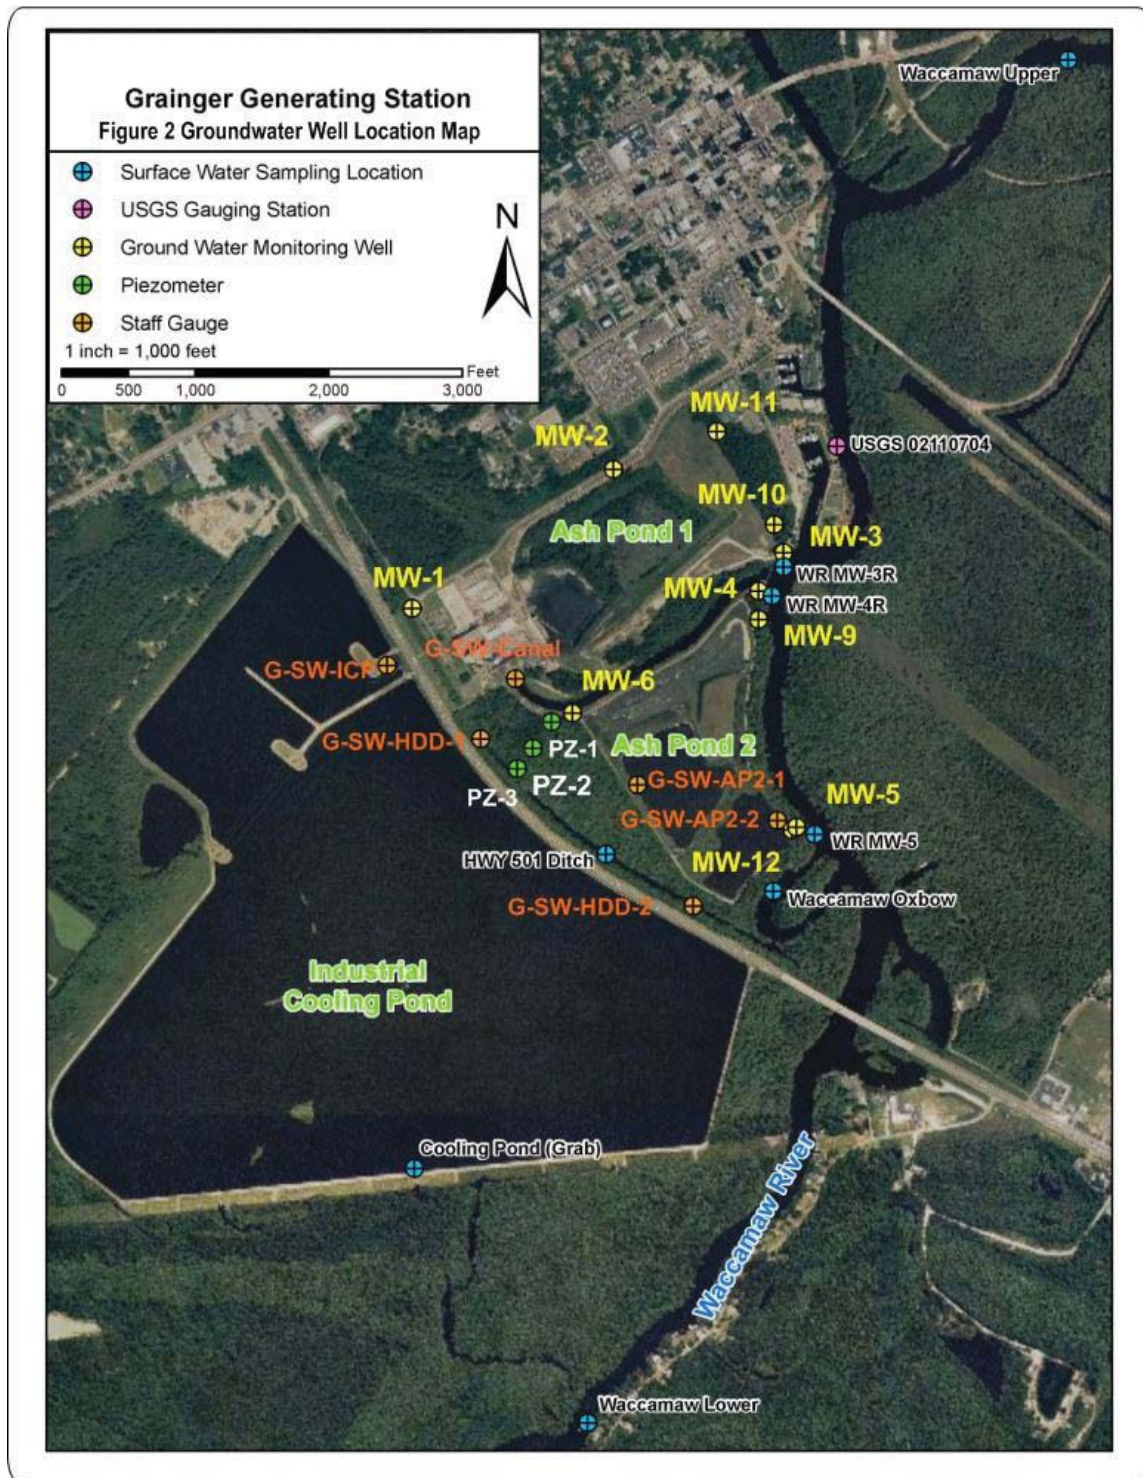 Grainger Generating Station
Figure 2 Groundwater Well Location Map
Surface Water Sampling Location
USGS Gauging Station
Ground Water Monitoring Well
Piezometer
Staff Gauge
N
1 inch = 1,000 feet
Feet
0 500 1,000 2,000 3,000
Waccamaw Upper
MW-11
MW-2
USGS 02110704
MW-10
Ash Pond 1
MW-3
WR MW-3R
MW-1
MW-4
WR MW-4R
MW-9
G-SW-Canal
G-SW-ICP
MW-6
G-SW-HDD-1
PZ-1
Ash Pond 2
PZ-2
G-SW-AP2-1
PZ-3
G-SW-AP2-2
MW-5
WR MW-5
HWY 501 Ditch
MW-12
Waccamaw Oxbow
G-SW-HDD-2
Industrial
Cooling Pond
Cooling Pond (Grab)
Waccamaw River
Waccamaw Lower